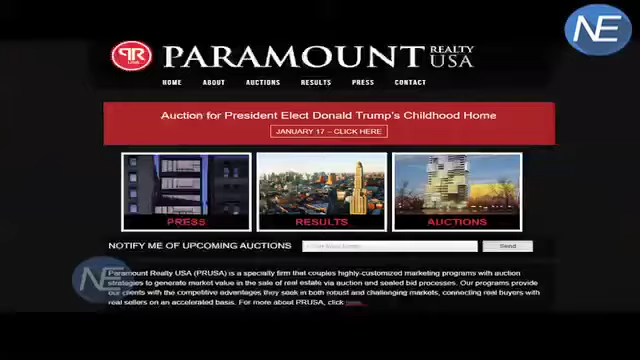 NE
PR
USA
PARAMOUNT REALTY USA
HOME ABOUT AUCTIONS RESULTS PRESS CONTACT
Auction for President Elect Donald Trump's Childhood Home
JANUARY 17 – CLICK HERE
PRESS RESULTS AUCTIONS
NOTIFY ME OF UPCOMING AUCTIONS
Send
NE
Paramount Realty USA (PRUSA) is a specialty firm that couples highly-customized marketing programs with auction
strategies to generate market value in the sale of real estate via auction and sealed bid processes. Our programs provide
our clients with the competitive advantages they seek in both robust and challenging markets, connecting real buyers with
real sellers on an accelerated basis. For more about PRUSA, click here.